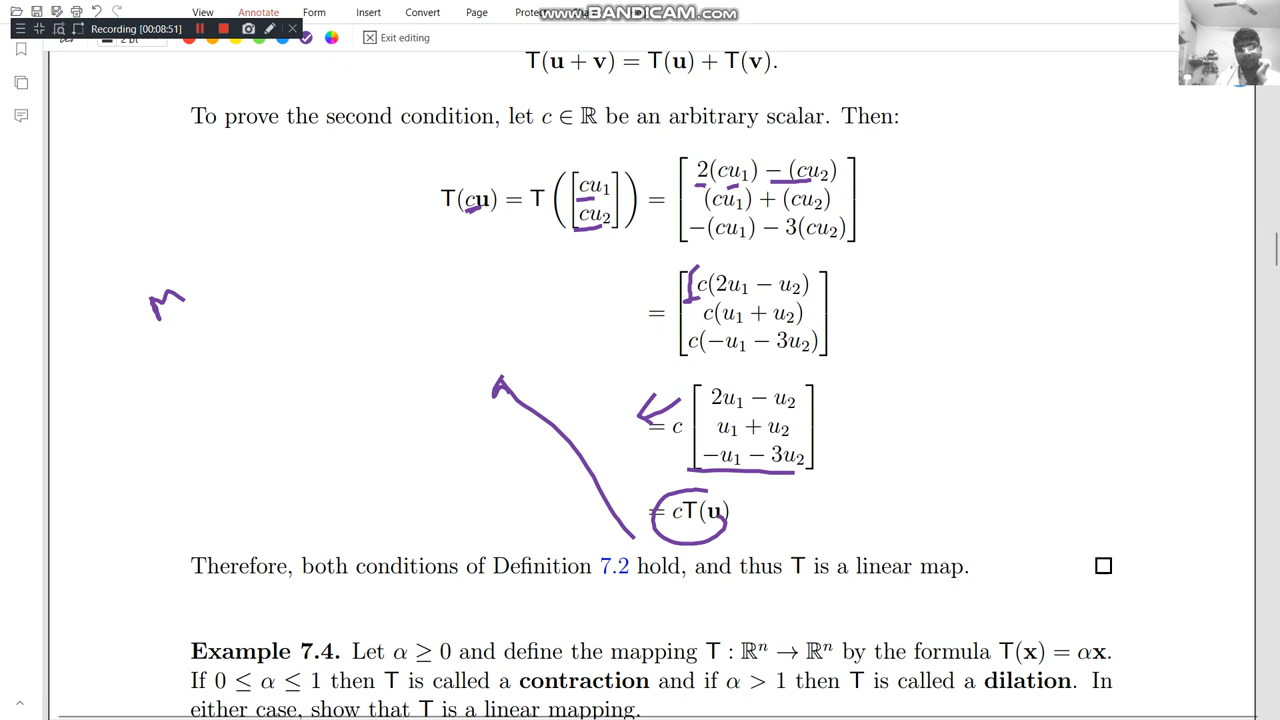 View Annotate Form Insert Convert Page
www.BANDICAM.com
Recording [00:08:51]
2 pt
Exit editing
T(u + v) = T(u) + T(v).
To prove the second condition, let c ∈ ℝ be an arbitrary scalar. Then:
T(cu) = T([cu₁ cu₂]) = [2(cu₁) − (cu₂)
(cu₁) + (cu₂)
−(cu₁) − 3(cu₂)]
= [c(2u₁ − u₂)
c(u₁ + u₂)
c(−u₁ − 3u₂)]
= c [2u₁ − u₂
u₁ + u₂
−u₁ − 3u₂]
= cT(u)
Therefore, both conditions of Definition 7.2 hold, and thus T is a linear map. □
Example 7.4. Let α ≥ 0 and define the mapping T : ℝⁿ → ℝⁿ by the formula T(x) = αx.
If 0 ≤ α ≤ 1 then T is called a contraction and if α > 1 then T is called a dilation. In
either case, show that T is a linear mapping.